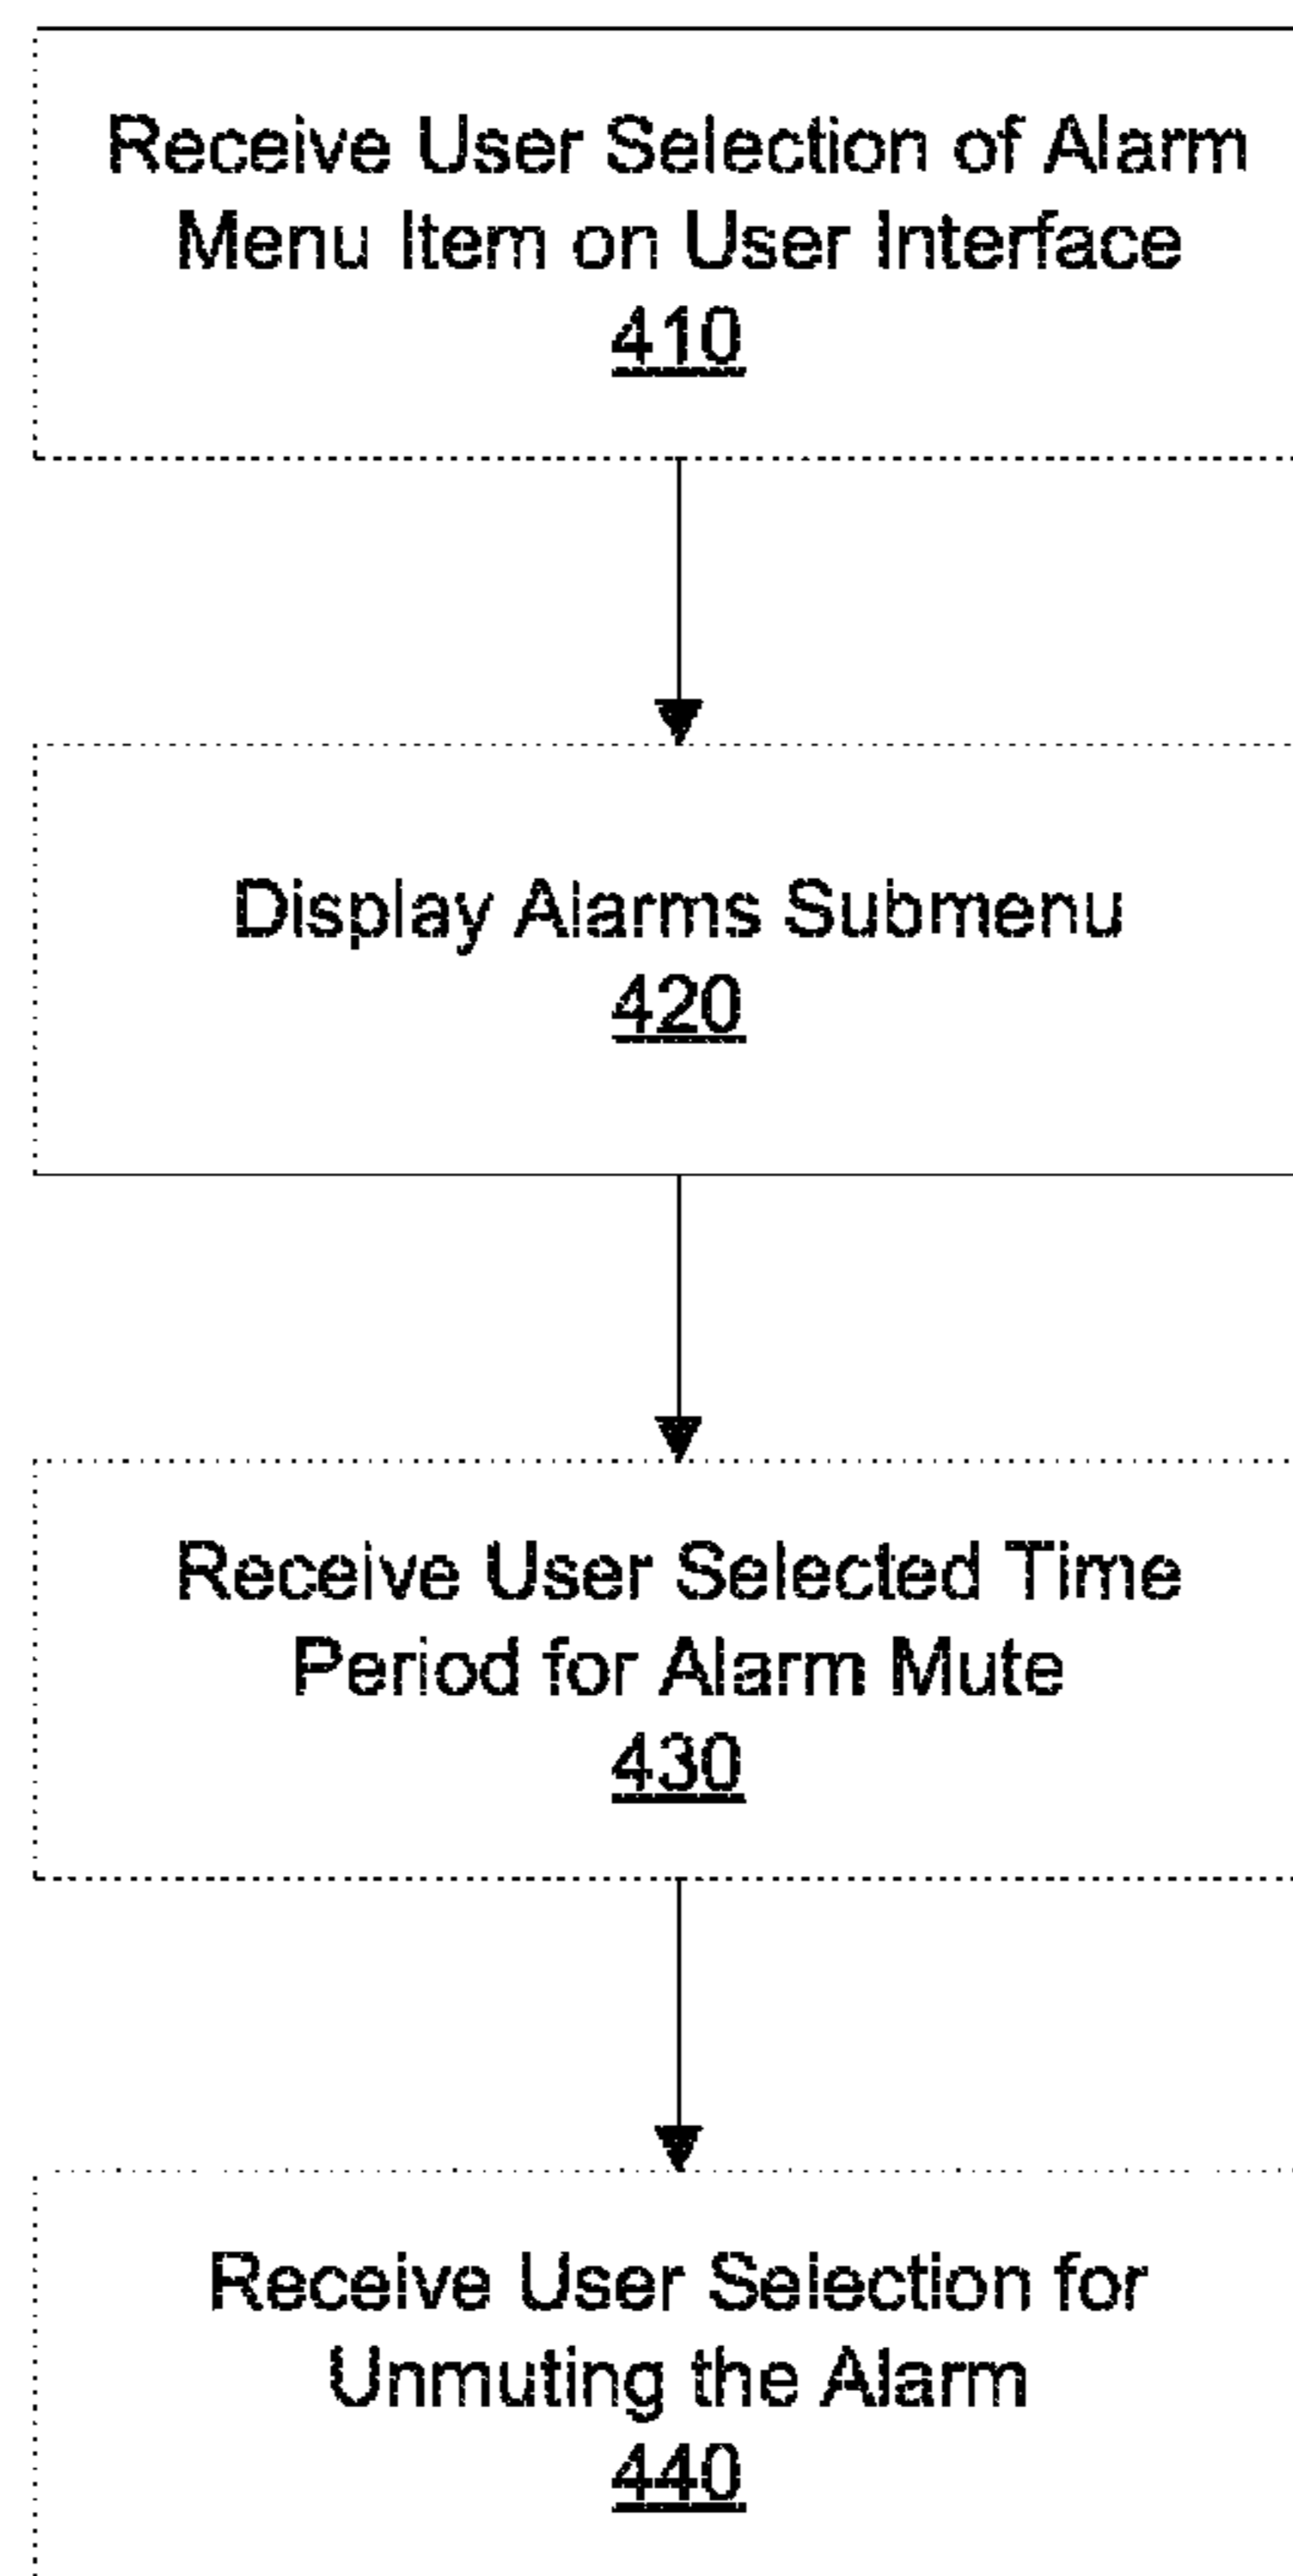 Receive User Selection of Alarm
Menu Item on User Interface
410
Display Alarms Submenu
420
Receive User Selected Time
Period for Alarm Mute
430
Receive User Selection for
Unmuting the Alarm
440